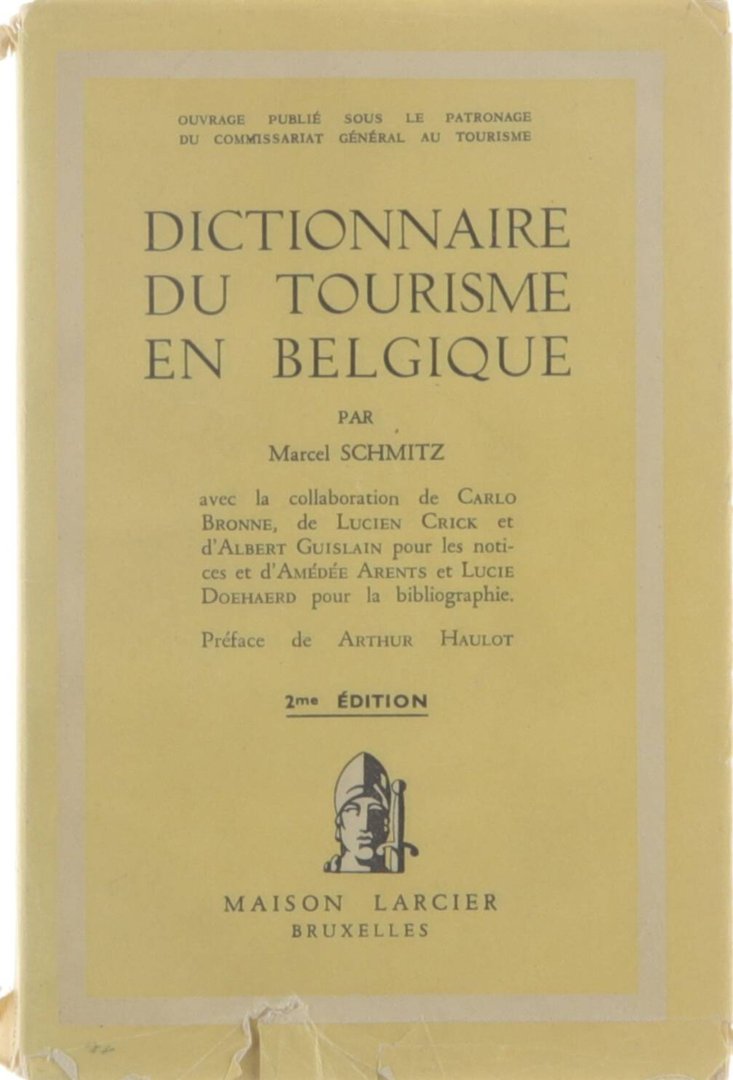 OUVRAGE PUBLIÉ SOUS LE PATRONAGE
DU COMMISSARIAT GÉNÉRAL AU TOURISME
DICTIONNAIRE
DU TOURISME
EN BELGIQUE
PAR
Marcel SCHMITZ
avec la collaboration de CARLO
BRONNE, de LUCIEN CRICK et
d'ALBERT GUISLAIN pour les noti-
ces et d'AMÉDÉE ARENTS et LUCIE
DOEHAERD pour la bibliographie.
Préface de ARTHUR HAULOT
2me ÉDITION
MAISON LARCIER
BRUXELLES